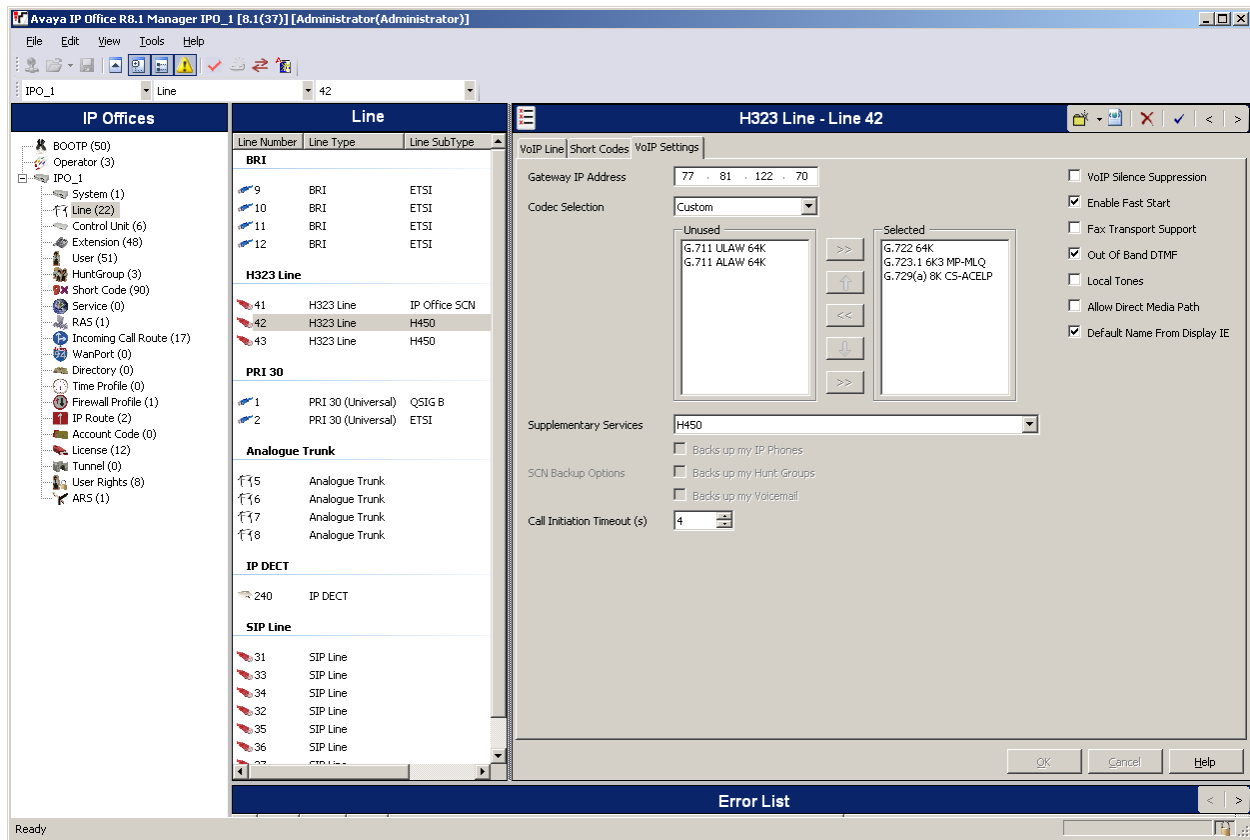 Avaya IP Office R8.1 Manager IPO_1 [8.1(37)] [Administrator(Administrator)]
File Edit View Tools Help
IPO_1 Line 42
IP Offices
BOOTP (50)
Operator (3)
IPO_1
System (1)
Line (22)
Control Unit (6)
Extension (48)
User (51)
HuntGroup (3)
Short Code (90)
Service (0)
RAS (1)
Incoming Call Route (17)
WanPort (0)
Directory (0)
Time Profile (0)
Firewall Profile (1)
IP Route (2)
Account Code (0)
License (12)
Tunnel (0)
User Rights (8)
ARS (1)
Line
Line Number Line Type Line SubType
BRI
9 BRI ETSI
10 BRI ETSI
11 BRI ETSI
12 BRI ETSI
H323 Line
41 H323 Line IP Office SCN
42 H323 Line H450
43 H323 Line H450
PRI 30
1 PRI 30 (Universal) QSIG B
2 PRI 30 (Universal) ETSI
Analogue Trunk
5 Analogue Trunk
6 Analogue Trunk
7 Analogue Trunk
8 Analogue Trunk
IP DECT
240 IP DECT
SIP Line
31 SIP Line
33 SIP Line
34 SIP Line
32 SIP Line
35 SIP Line
36 SIP Line
37 SIP Line
H323 Line - Line 42
VoIP Line Short Codes VoIP Settings
Gateway IP Address 77 . 81 . 122 . 70
Codec Selection Custom
Unused
G.711 ULAW 64K
G.711 ALAW 64K
>>
<<
>>
Selected
G.722 64K
G.723.1 6K3 MP-MLQ
G.729(a) 8K CS-ACELP
Supplementary Services H450
Backs up my IP Phones
SCN Backup Options Backs up my Hunt Groups
Backs up my Voicemail
Call Initiation Timeout (s) 4
VoIP Silence Suppression
Enable Fast Start
Fax Transport Support
Out Of Band DTMF
Local Tones
Allow Direct Media Path
Default Name From Display IE
OK Cancel Help
Error List
< >
Ready